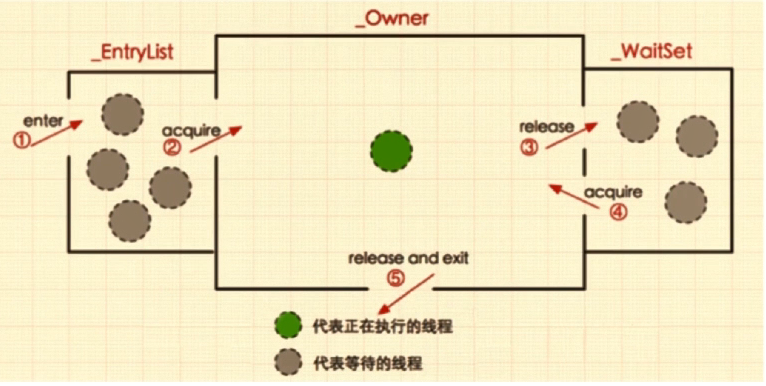 _Owner
_EntryList
_WaitSet
enter
①
acquire
②
release
③
acquire
④
release and exit
⑤
代表正在执行的线程
代表等待的线程